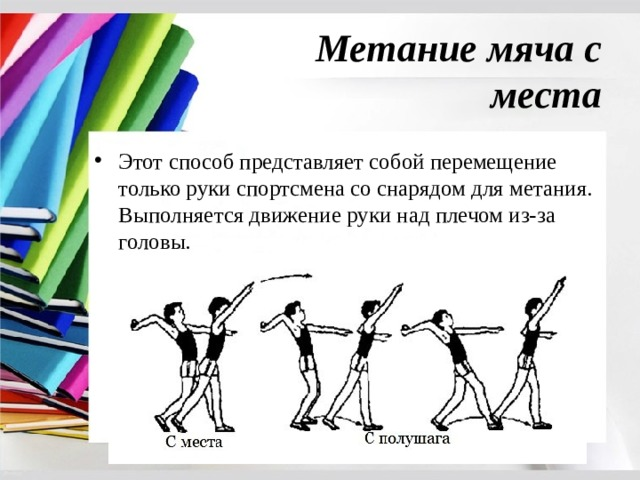 Метание мяча с
места
• Этот способ представляет собой перемещение
только руки спортсмена со снарядом для метания.
Выполняется движение руки над плечом из-за
головы.
С места
С полушага